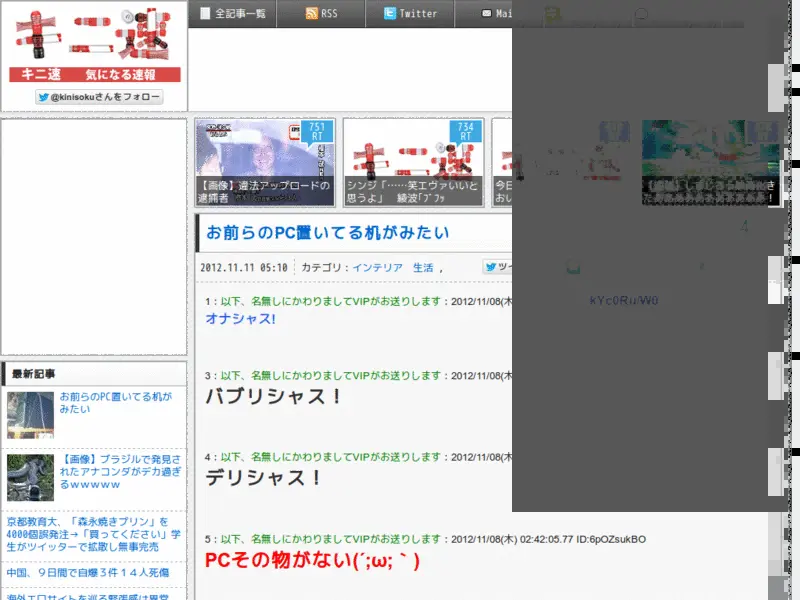 全記事一覧
RSS
Twitter
Mai
キニ速 気になる速報
@kinisokuさんをフォロー
751
RT
【画像】違法アップロードの
逮捕者
734
RT
シンジ「……笑エヴァいいと
思うよ」 綾波「ﾌﾞﾌｯ
今日
お前らのPC置いてる机がみたい
2012.11.11 05:10
カテゴリ：インテリア 生活 ,
kYc0Ru/W0
1：以下、名無しにかわりましてVIPがお送りします：2012/11/08(木
オナシャス!
3：以下、名無しにかわりましてVIPがお送りします：2012/11/08(木
バブリシャス！
4：以下、名無しにかわりましてVIPがお送りします：2012/11/08(木
デリシャス！
5：以下、名無しにかわりましてVIPがお送りします：2012/11/08(木) 02:42:05.77 ID:6pOZsukBO
PCその物がない(´;ω;｀)
最新記事
お前らのPC置いてる机が
みたい
【画像】ブラジルで発見さ
れたアナコンダがデカ過ぎ
るｗｗｗｗｗ
京都教育大、「森永焼きプリン」を
4000個誤発注→「買ってください」学
生がツイッターで拡散し無事完売
中国、９日間で自爆３件１４人死傷
海外エロサイトを巡る緊張感は異常